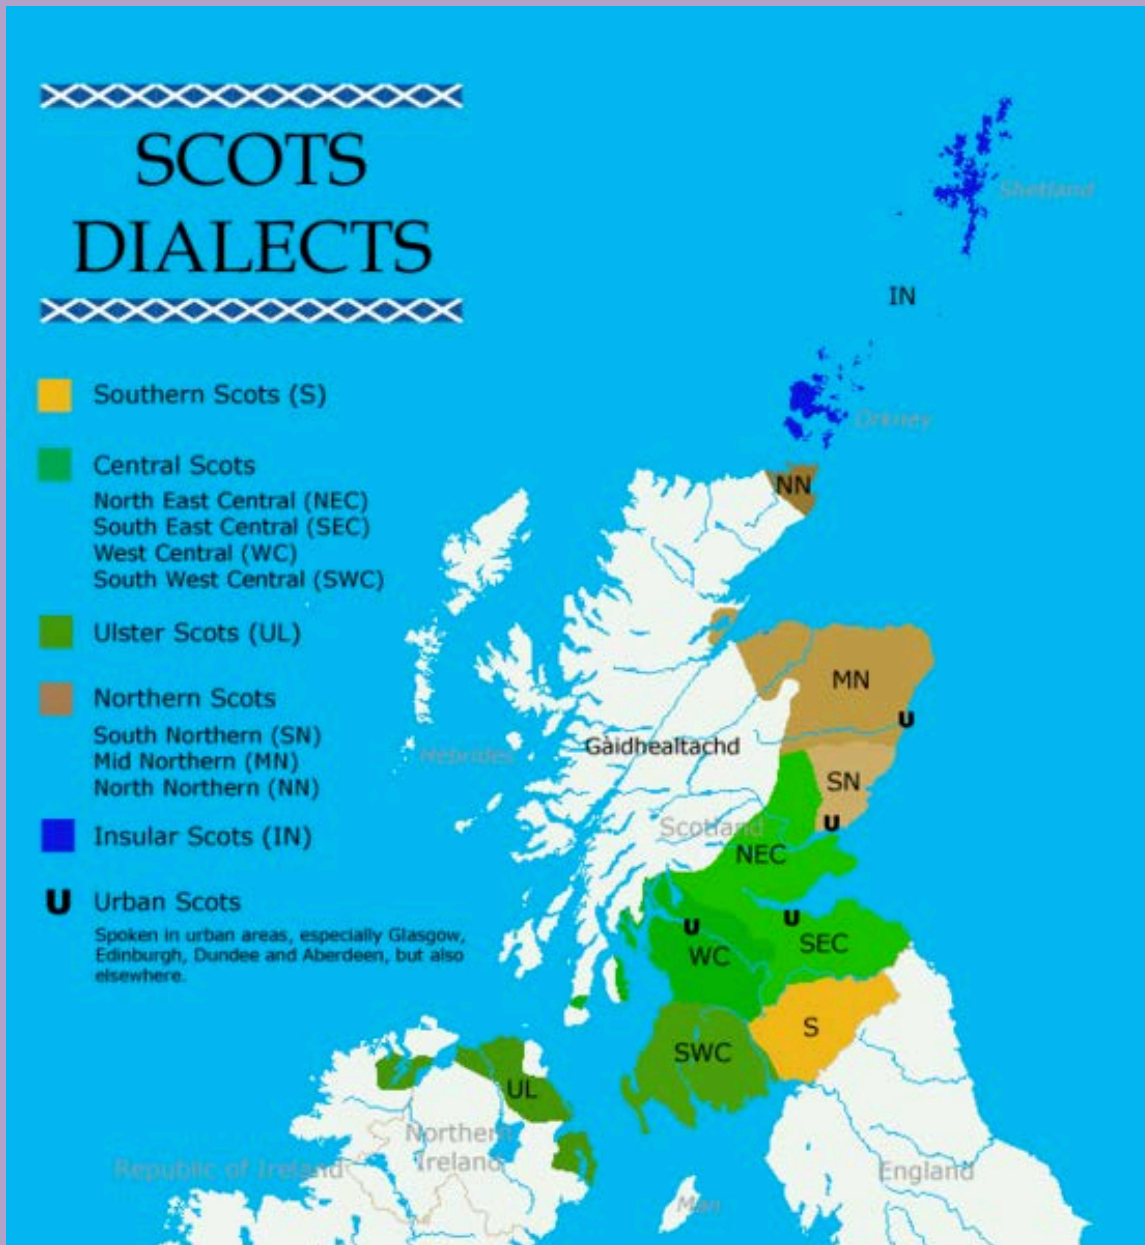 SCOTS
DIALECTS
Southern Scots (S)
Central Scots
North East Central (NEC)
South East Central (SEC)
West Central (WC)
South West Central (SWC)
Ulster Scots (UL)
Northern Scots
South Northern (SN)
Mid Northern (MN)
North Northern (NN)
Insular Scots (IN)
U Urban Scots
Spoken in urban areas, especially Glasgow,
Edinburgh, Dundee and Aberdeen, but also
elsewhere.
Shetland
IN
Orkney
NN
MN
U
Gàidhealtachd
Hebrides
SN
U
Scotland
NEC
U
U
SEC
WC
S
SWC
UL
Northern
Ireland
Republic of Ireland
England
Man